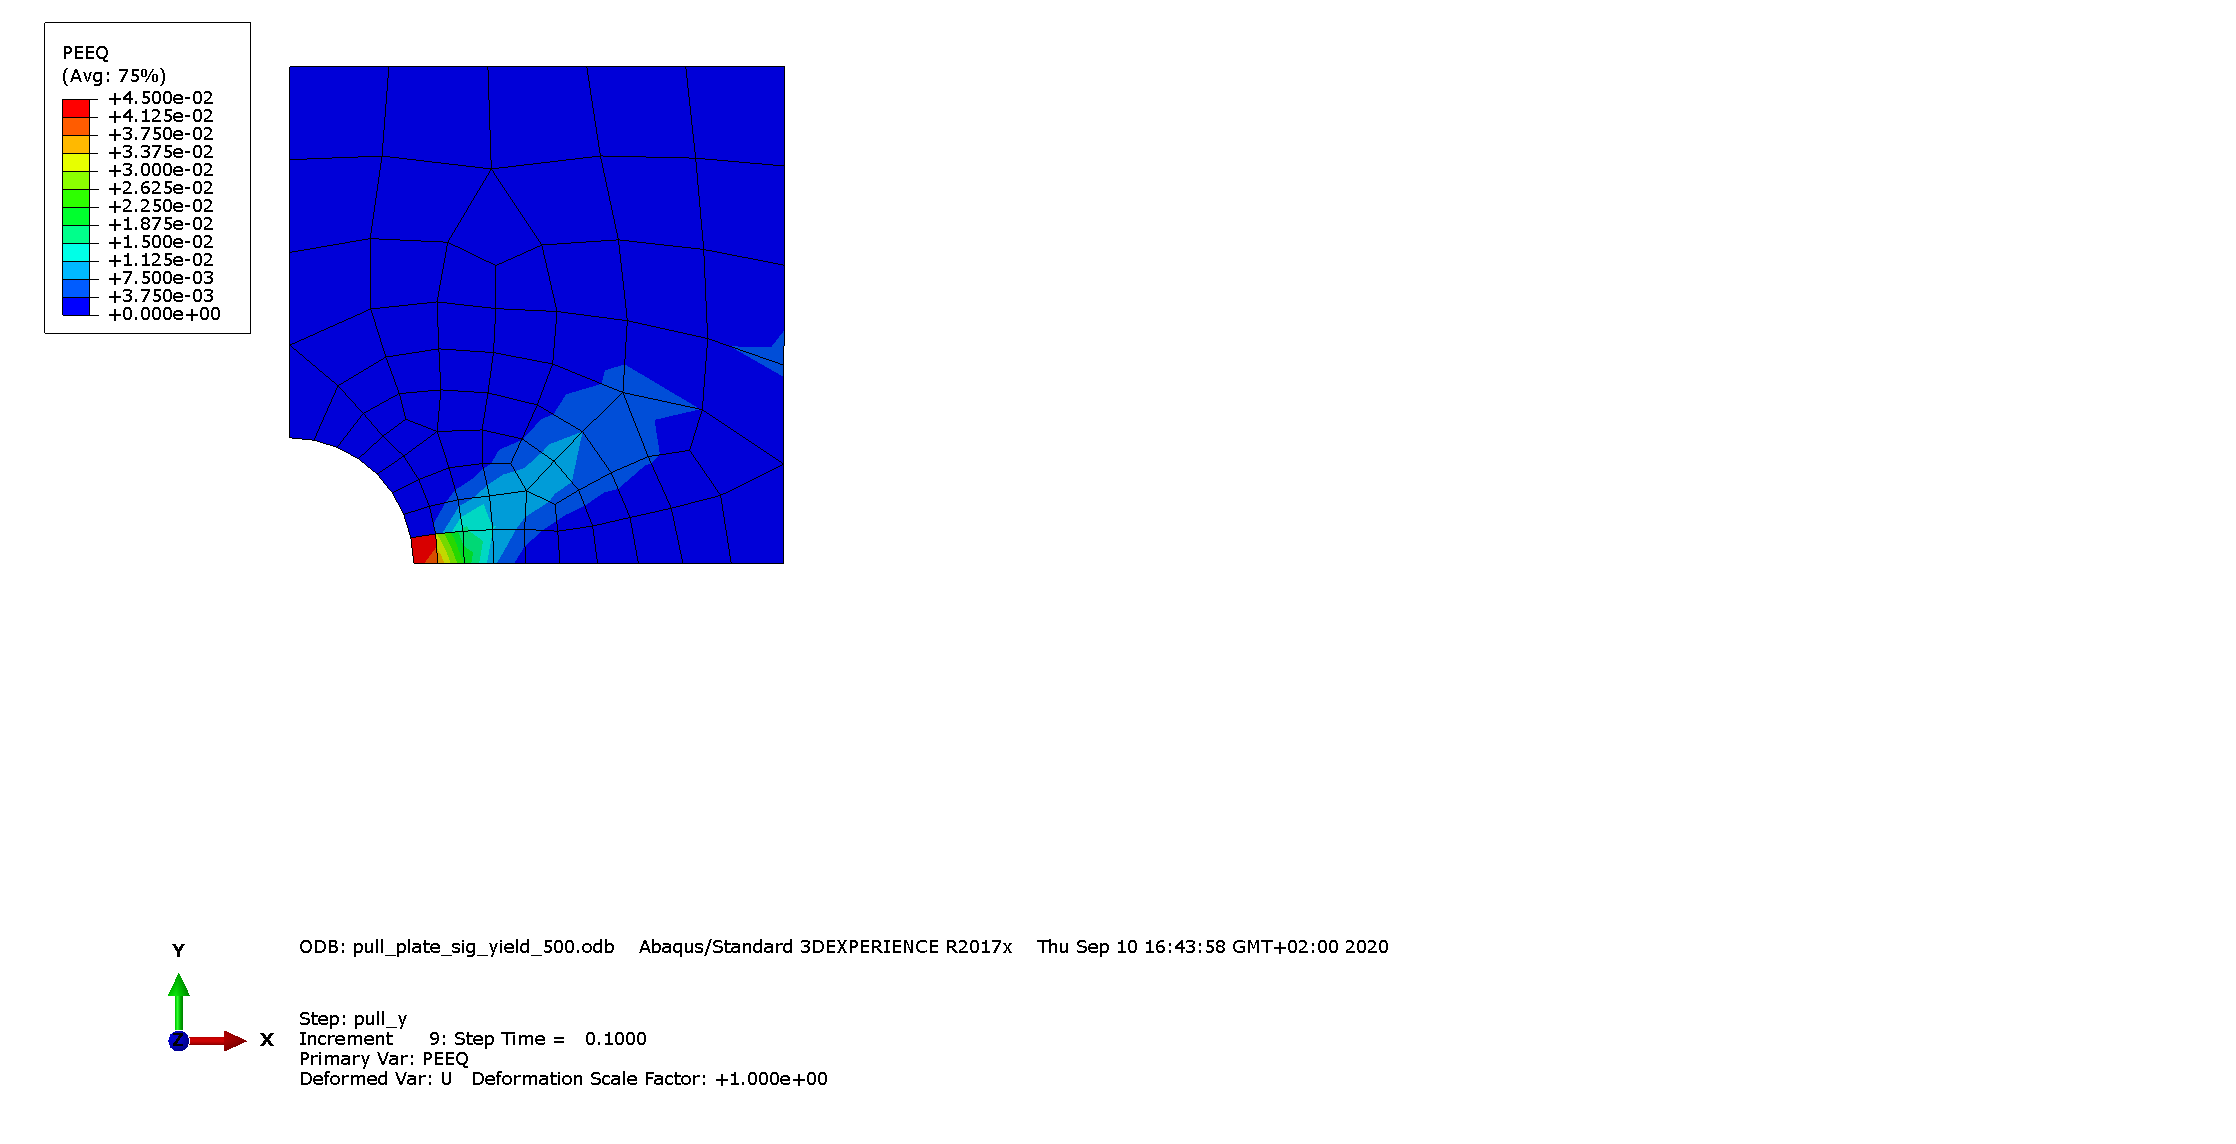 PEEQ
(Avg: 75%)
+4.500e-02
+4.125e-02
+3.750e-02
+3.375e-02
+3.000e-02
+2.625e-02
+2.250e-02
+1.875e-02
+1.500e-02
+1.125e-02
+7.500e-03
+3.750e-03
+0.000e+00
Y
Z
X
ODB: pull_plate_sig_yield_500.odb Abaqus/Standard 3DEXPERIENCE R2017x Thu Sep 10 16:43:58 GMT+02:00 2020
Step: pull_y
Increment 9: Step Time = 0.1000
Primary Var: PEEQ
Deformed Var: U Deformation Scale Factor: +1.000e+00